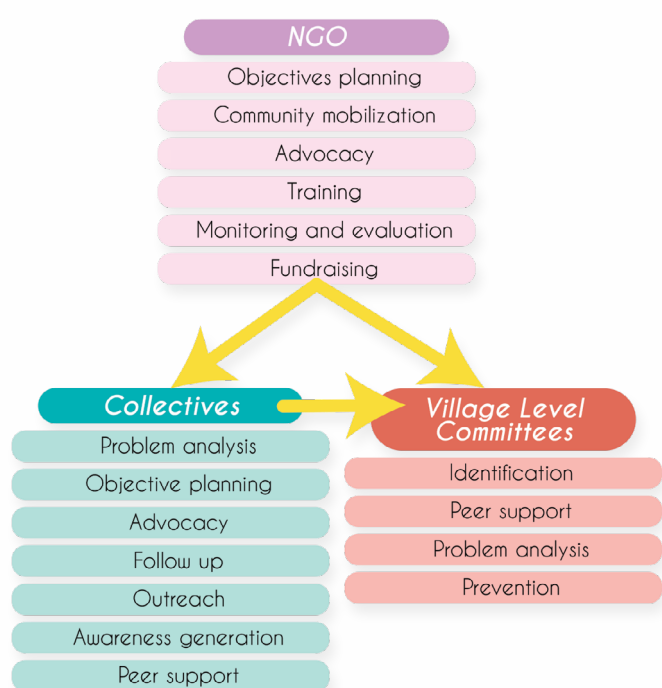 NGO
Objectives planning
Community mobilization
Advocacy
Training
Monitoring and evaluation
Fundraising
Collectives
Problem analysis
Objective planning
Advocacy
Follow up
Outreach
Awareness generation
Peer support
Village Level
Committees
Identification
Peer support
Problem analysis
Prevention